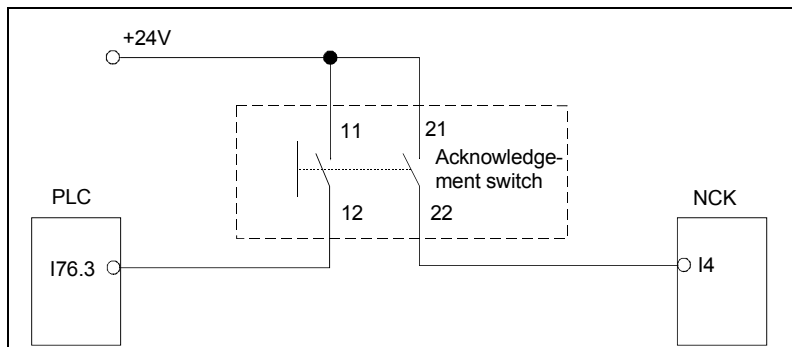 +24V
11
21
Acknowledge-
ment switch
12
22
PLC
NCK
I76.3
I4